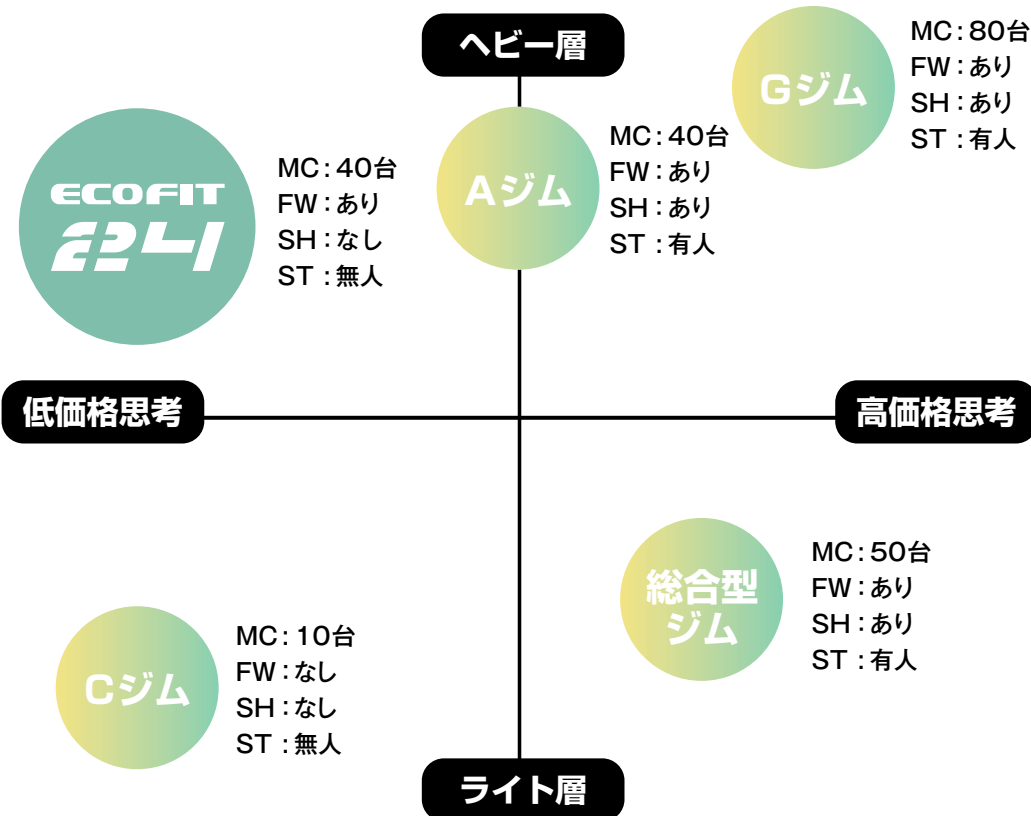 ヘビー層
Gジム
MC:80台
FW:あり
SH:あり
ST:有人
ECOFIT
24
MC:40台
FW:あり
SH:なし
ST:無人
Aジム
MC:40台
FW:あり
SH:あり
ST:有人
低価格思考
高価格思考
Cジム
MC:10台
FW:なし
SH:なし
ST:無人
総合型
ジム
MC:50台
FW:あり
SH:あり
ST:有人
ライト層